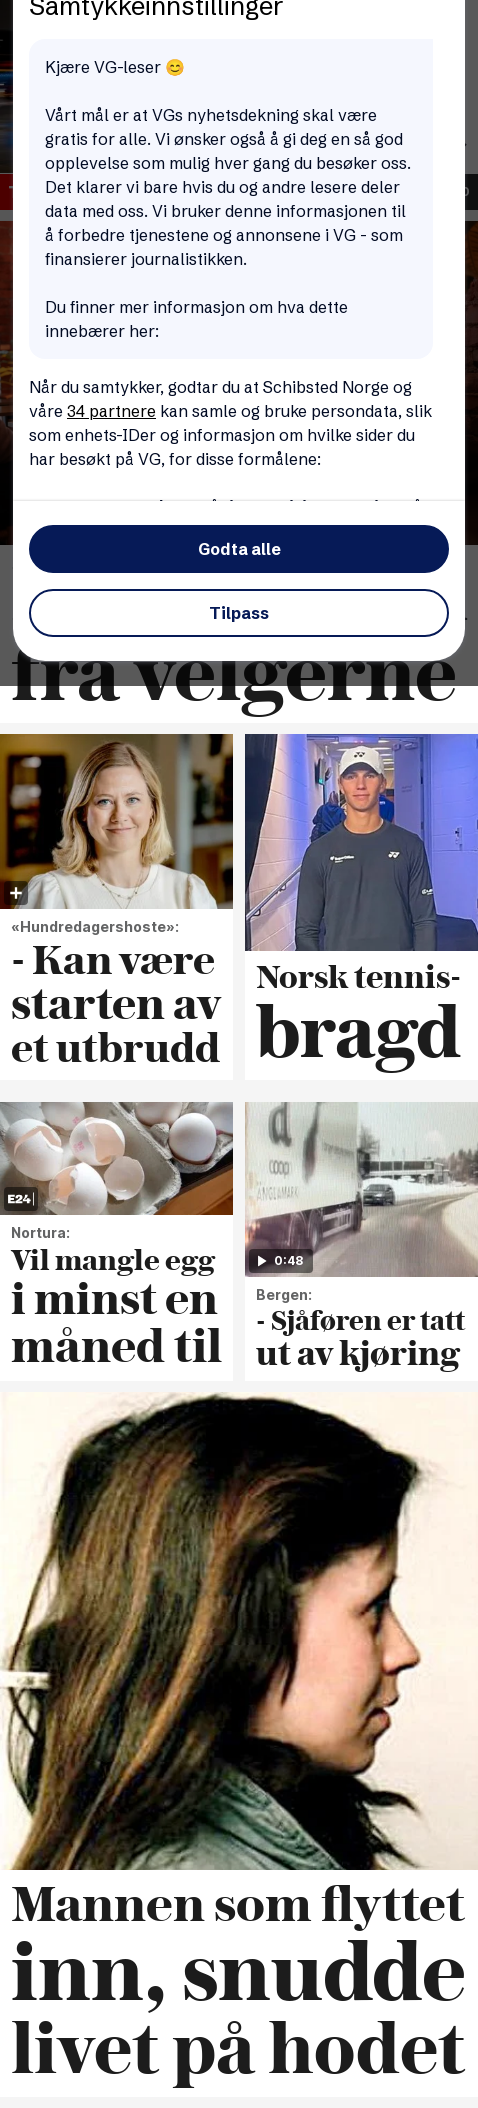 Samtykkeinnstillinger
Kjære VG-leser 😊
Vårt mål er at VGs nyhetsdekning skal være
gratis for alle. Vi ønsker også å gi deg en så god
opplevelse som mulig hver gang du besøker oss.
Det klarer vi bare hvis du og andre lesere deler
data med oss. Vi bruker denne informasjonen til
å forbedre tjenestene og annonsene i VG - som
finansierer journalistikken.
Du finner mer informasjon om hva dette
innebærer her:
Når du samtykker, godtar du at Schibsted Norge og
våre 34 partnere kan samle og bruke persondata, slik
som enhets-IDer og informasjon om hvilke sider du
har besøkt på VG, for disse formålene:
Godta alle
Tilpass
fra velgerne
«Hundredagershoste»:
- Kan være
starten av
et utbrudd
Norsk tennis-
bragd
E24
Nortura:
Vil mangle egg
i minst en
måned til
coop
ÄNGLAMARK
0:48
Bergen:
- Sjåføren er tatt
ut av kjøring
Mannen som flyttet
inn, snudde
livet på hodet